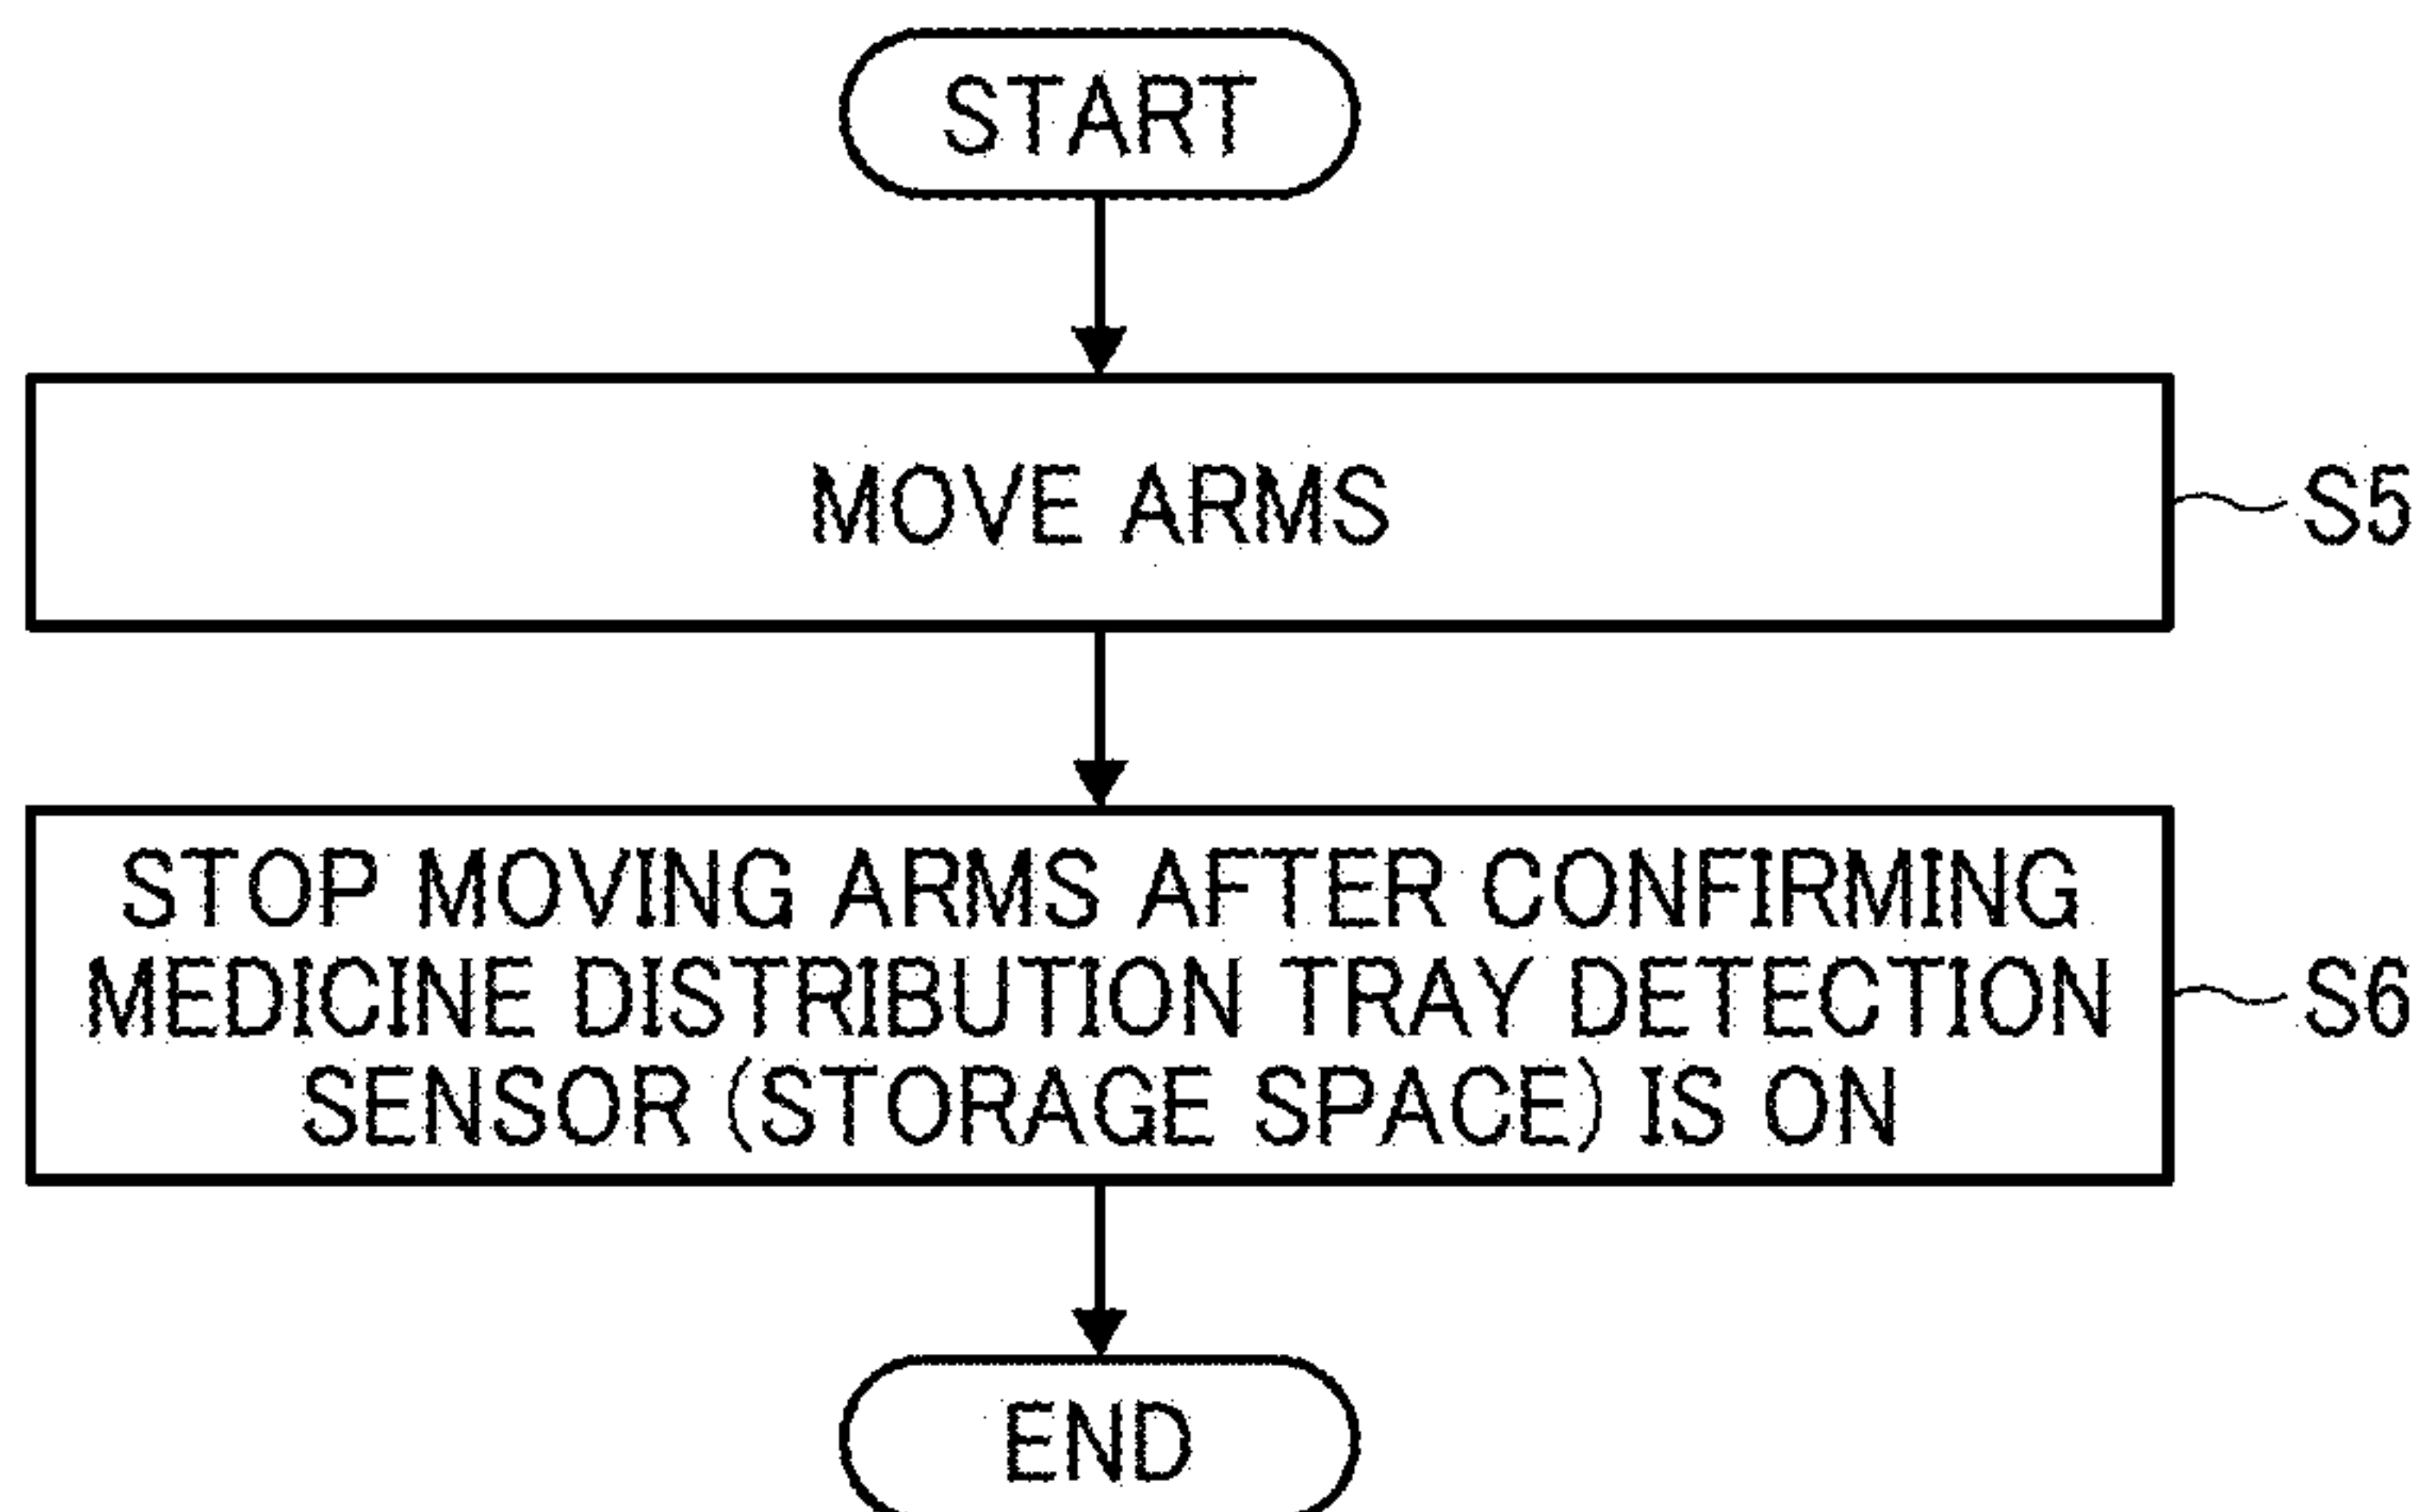 START
MOVE ARMS
S5
STOP MOVING ARMS AFTER CONFIRMING
MEDICINE DISTRIBUTION TRAY DETECTION
SENSOR (STORAGE SPACE) IS ON
S6
END